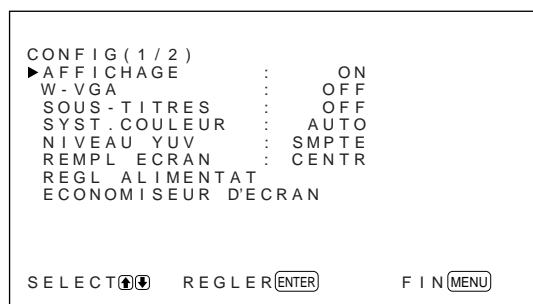 CONFIG(1/2)
▶AFFICHAGE : ON
W-VGA : OFF
SOUS-TITRES : OFF
SYST.COULEUR : AUTO
NIVEAU YUV : SMPTE
REMPL ECRAN : CENTR
REGL ALIMENTAT
ECONOMISEUR D'ECRAN
SELECT⬆⬇ REGLER ENTER FIN MENU